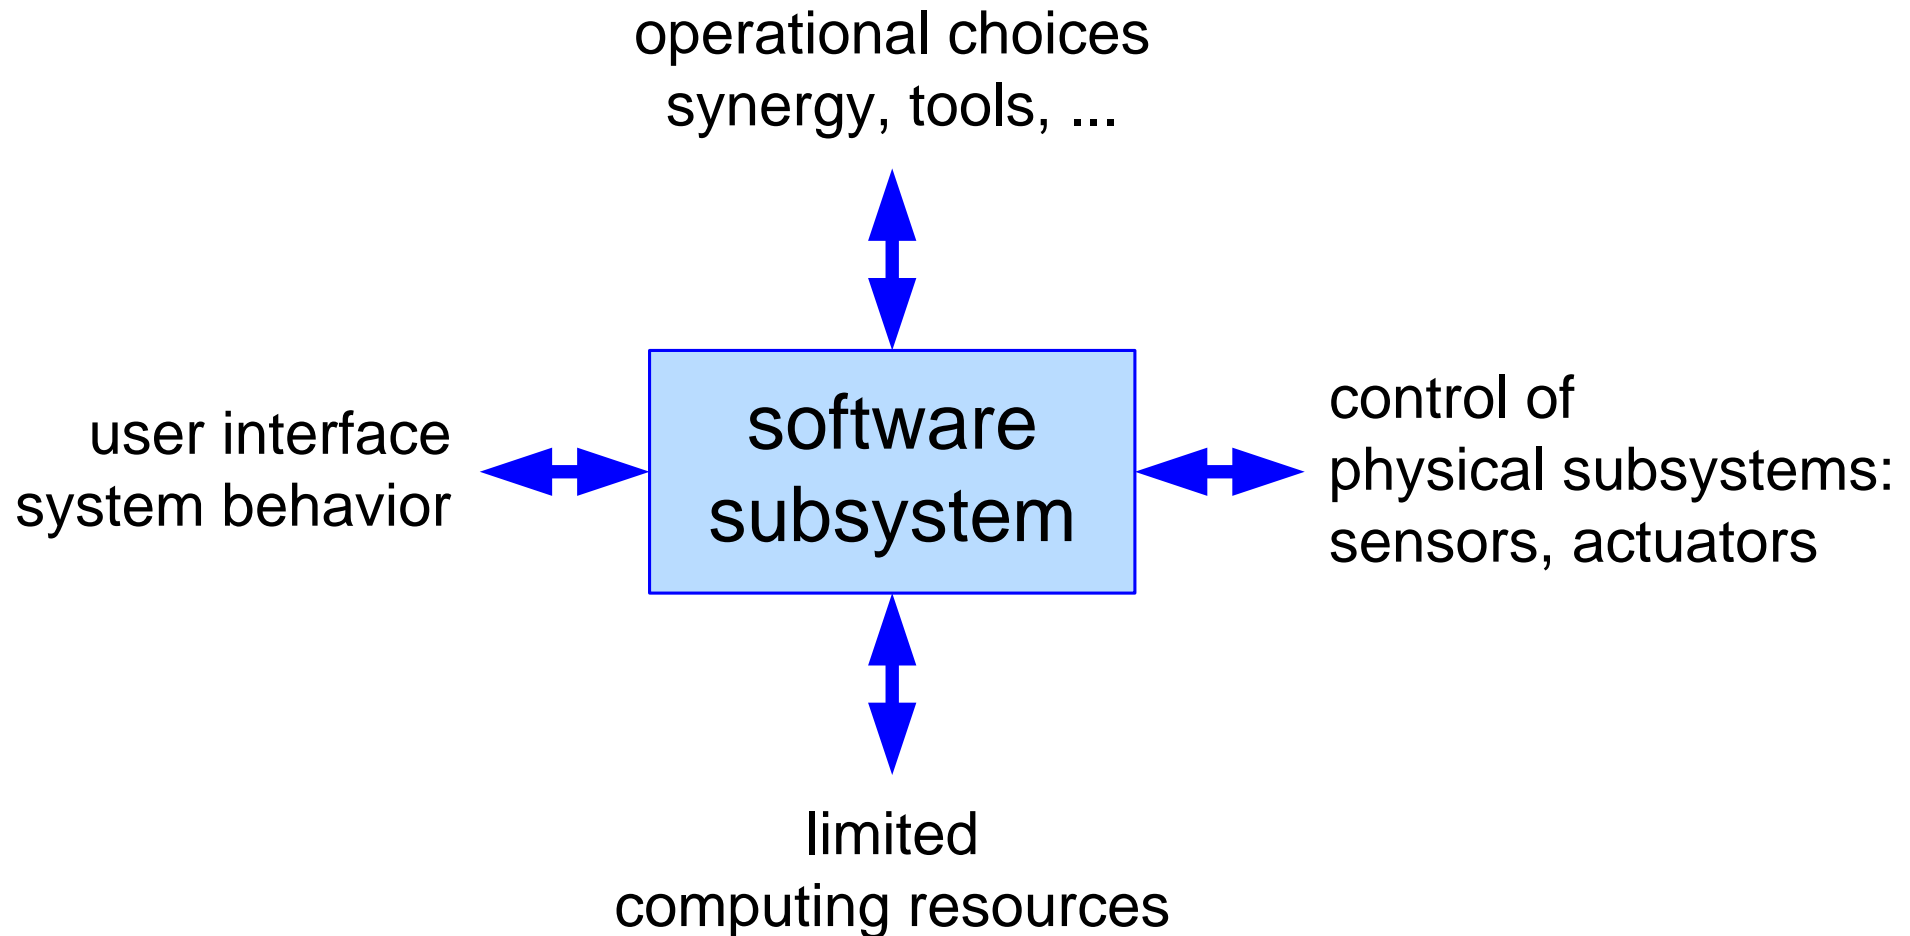 operational choices
synergy, tools, ...
user interface
system behavior
software
subsystem
control of
physical subsystems:
sensors, actuators
limited
computing resources